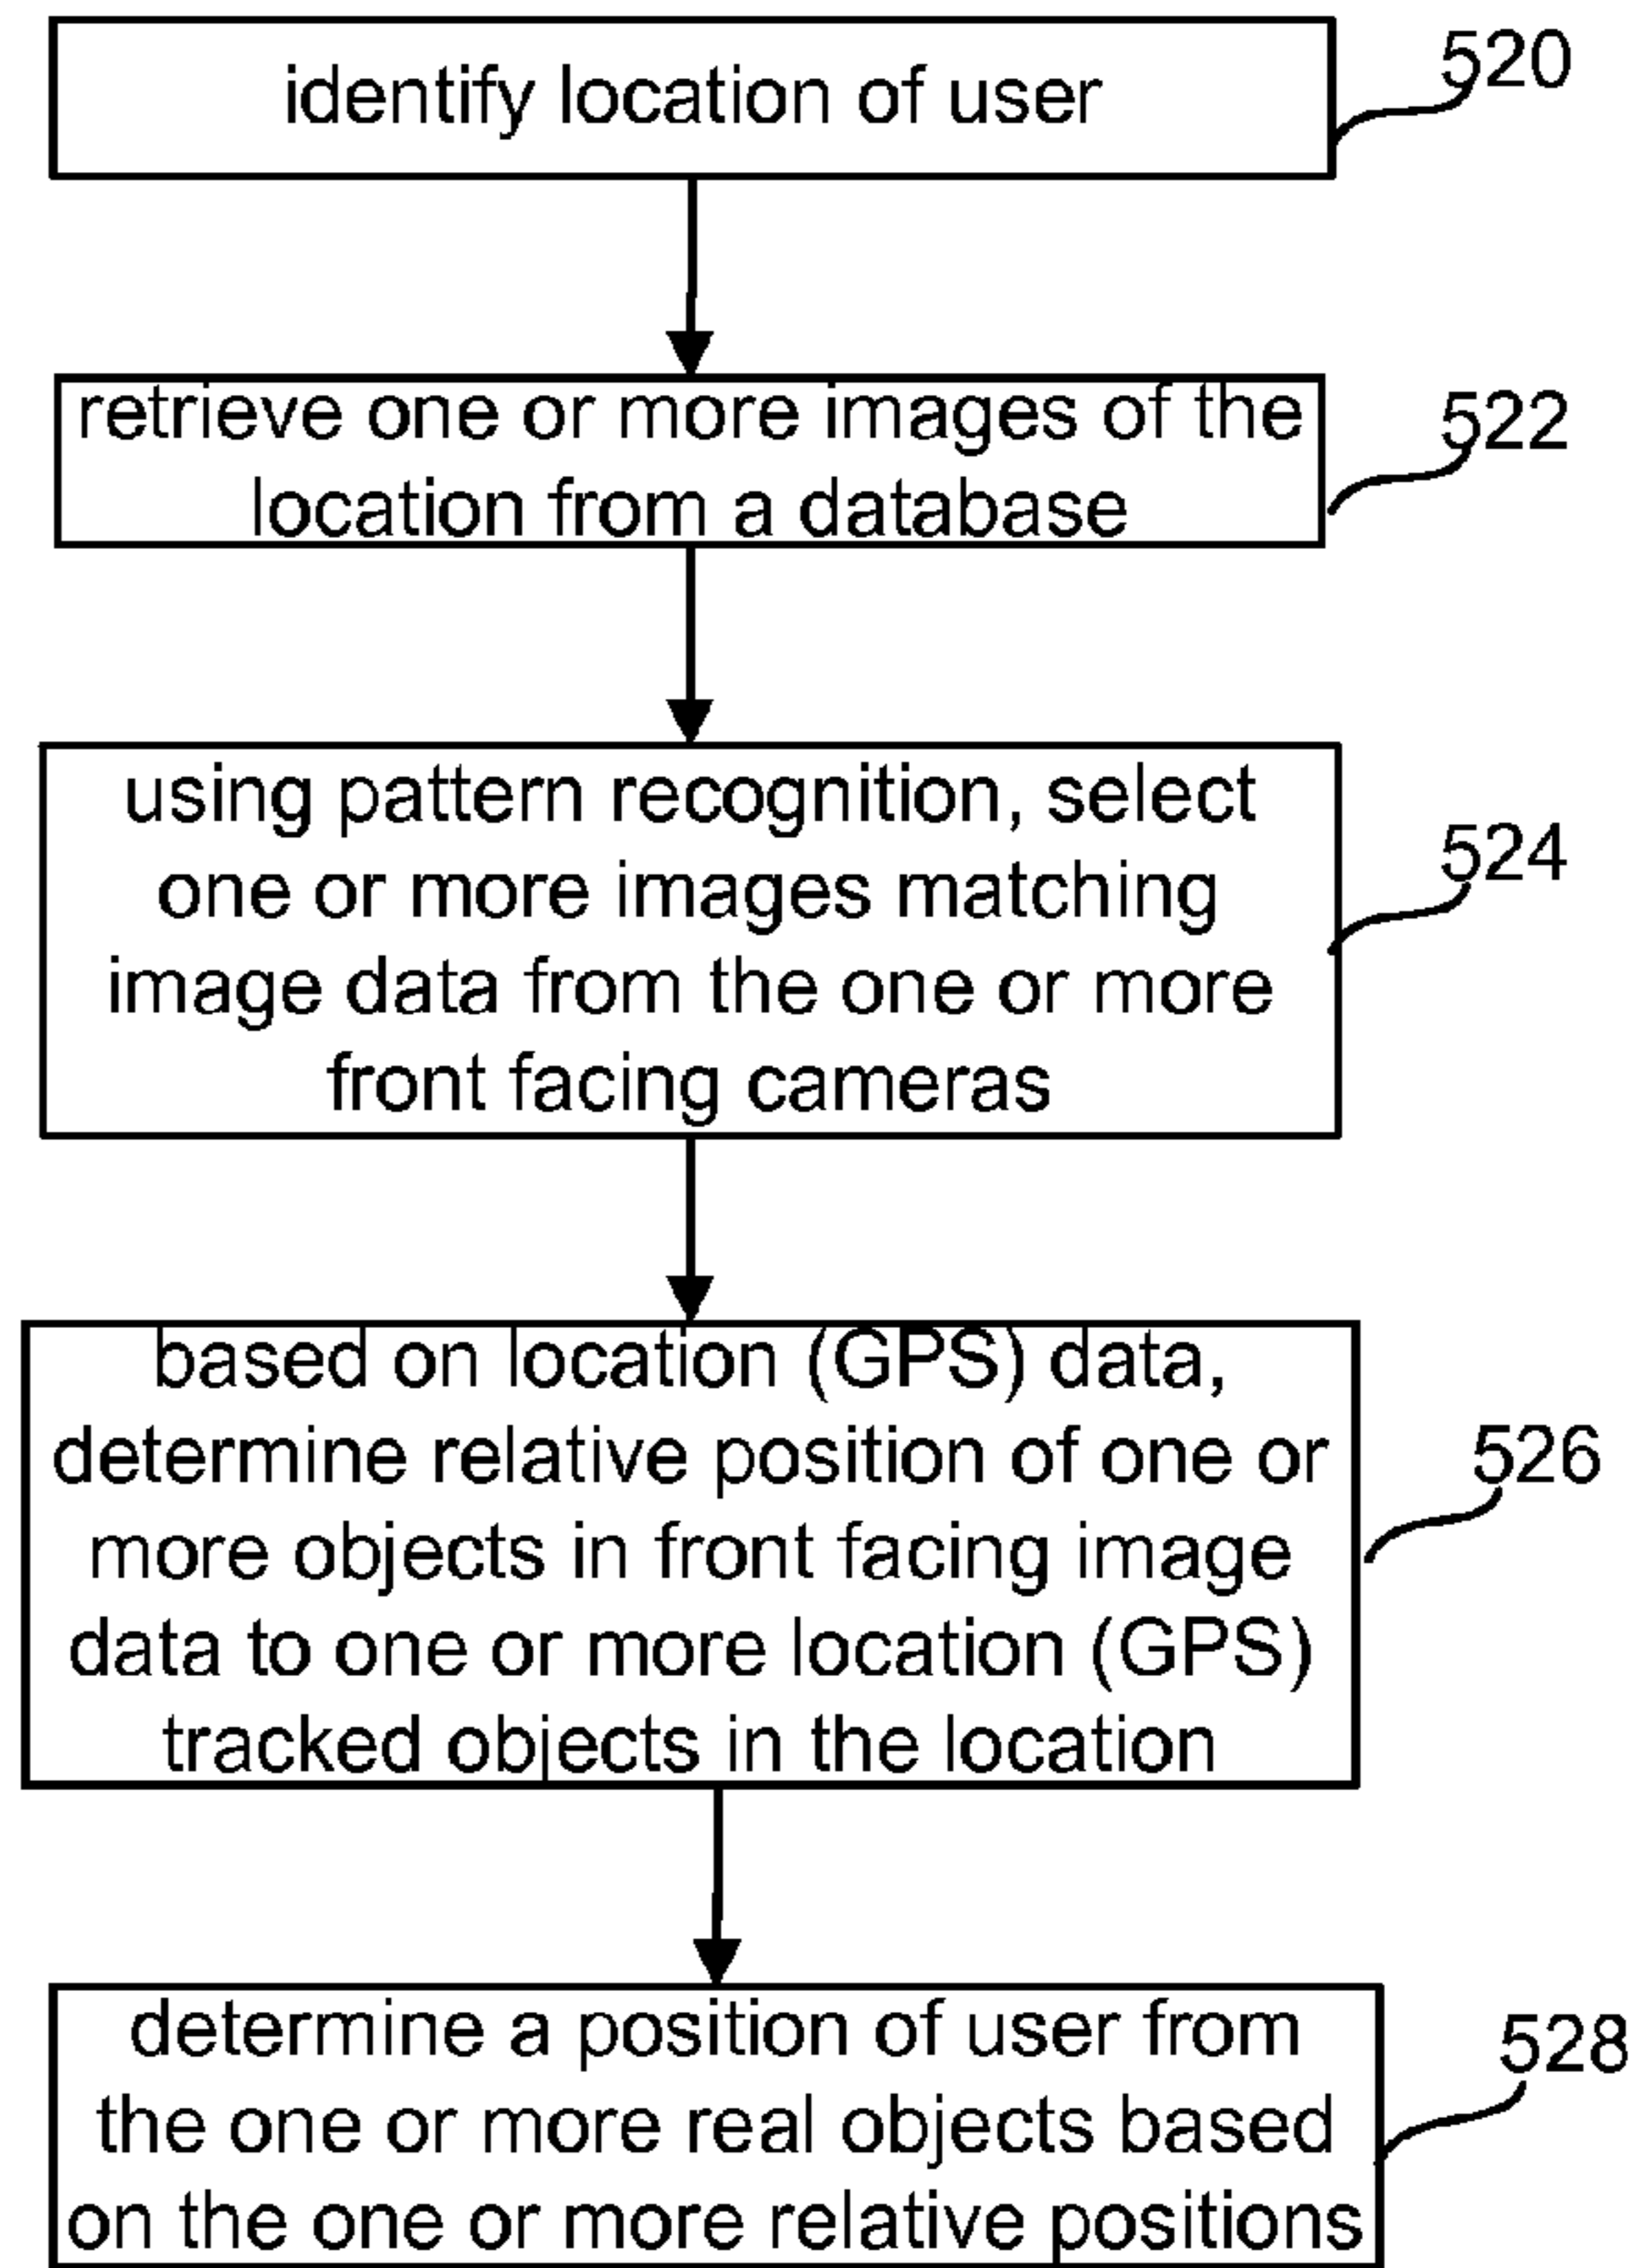 identify location of user
520
retrieve one or more images of the
location from a database
522
using pattern recognition, select
one or more images matching
image data from the one or more
front facing cameras
524
based on location (GPS) data,
determine relative position of one or
more objects in front facing image
data to one or more location (GPS)
tracked objects in the location
526
determine a position of user from
the one or more real objects based
on the one or more relative positions
528